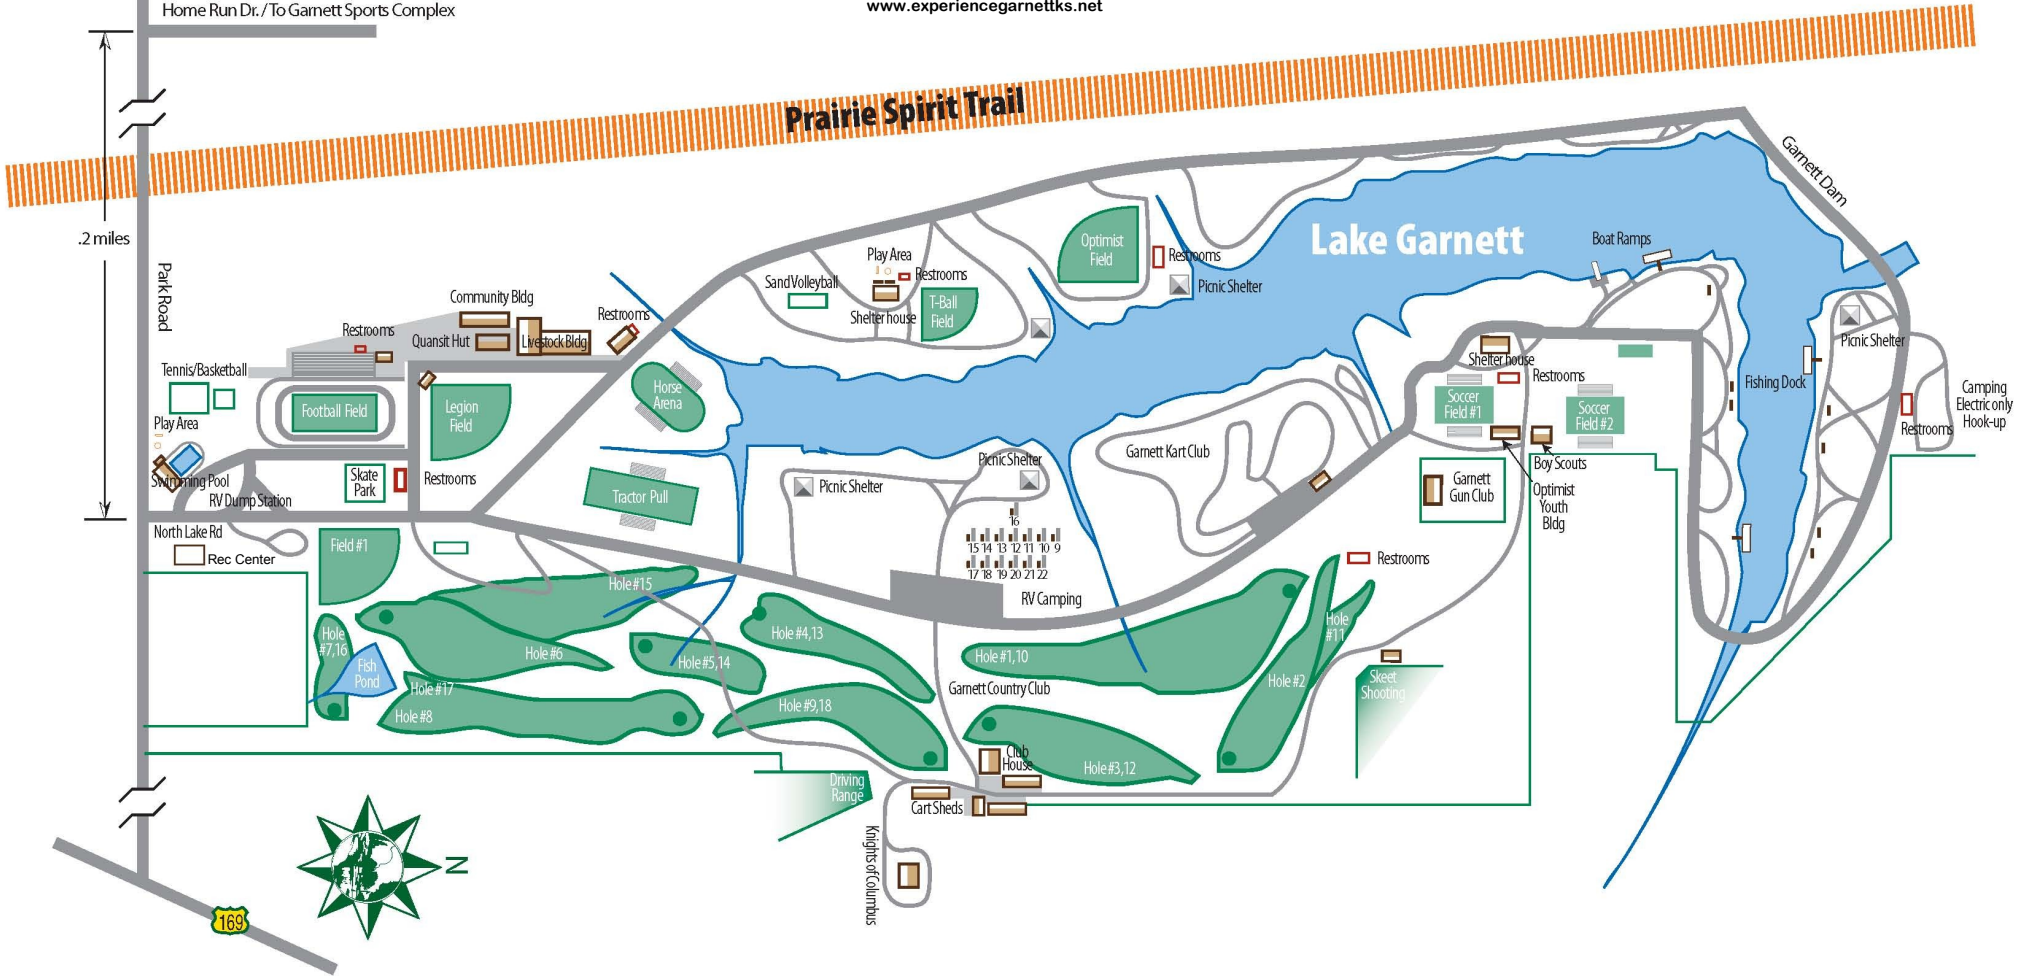 Home Run Dr./To Garnett Sports Complex
www.experiencegarnettks.net
Prairie Spirit Trail
Garnett Dam
.2 miles
Park Road
Lake Garnett
Boat Ramps
Optimist
Field
Restrooms
Picnic Shelter
Play Area
Restrooms
Sand Volleyball
T-Ball
Field
Shelter house
Community Bldg
Restrooms
Restrooms
Quansit Hut
Livestock Bldg
Tennis/Basketball
Football Field
Legion
Field
Horse
Arena
Play Area
Swimming Pool
RV Dump Station
Skate
Park
Restrooms
Tractor Pull
Picnic Shelter
Picnic Shelter
Garnett Kart Club
Shelter house
Restrooms
Soccer
Field #1
Soccer
Field #2
Boy Scouts
Optimist
Youth
Bldg
Garnett
Gun Club
Fishing Dock
Picnic Shelter
Camping
Electric only
Hook-up
Restrooms
16
15 14 13 12 11 10 9
17 18 19 20 21 22
RV Camping
North Lake Rd
Rec Center
Field #1
Hole #15
Hole
#7,16
Fish
Pond
Hole #6
Hole #5,14
Hole #4,13
Hole #17
Hole #8
Hole #9,18
Hole #1,10
Garnett Country Club
Hole #2
Hole
#11
Restrooms
Skeet
Shooting
Hole #3,12
Club
House
Cart Sheds
Driving
Range
Knights of Columbus
N
169